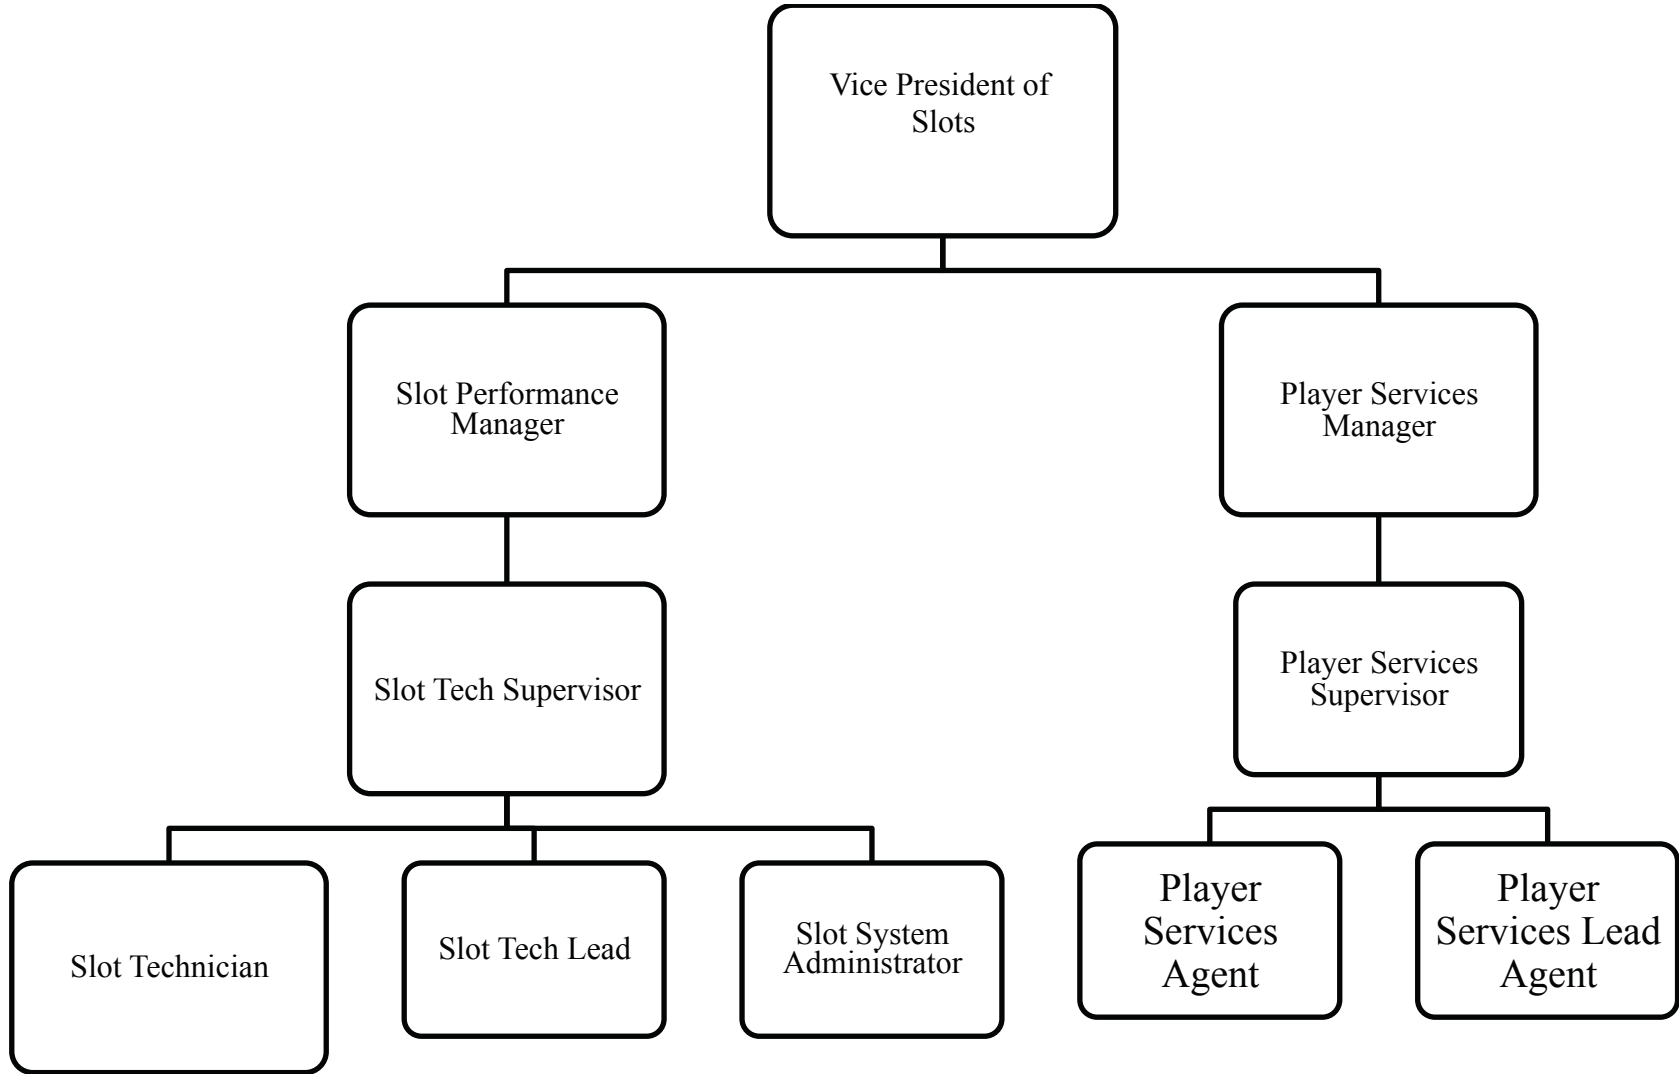 Vice President of
Slots
Slot Performance
Manager
Player Services
Manager
Slot Tech Supervisor
Player Services
Supervisor
Slot Technician
Slot Tech Lead
Slot System
Administrator
Player
Services
Agent
Player
Services Lead
Agent